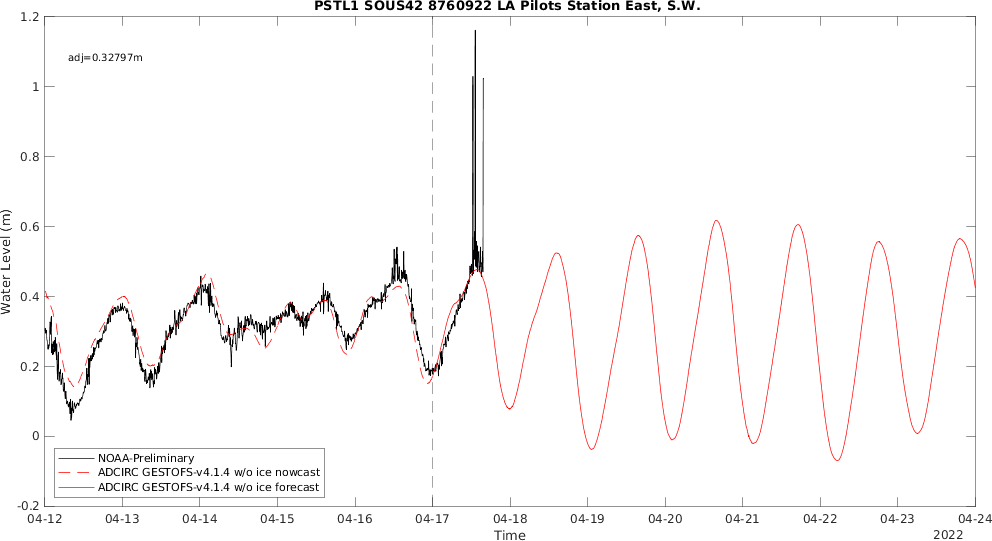 PSTL1 SOUS42 8760922 LA Pilots Station East, S.W.
adj=0.32797m
Water Level (m)
1.2
1
0.8
0.6
0.4
0.2
0
-0.2
NOAA-Preliminary
ADCIRC GESTOFS-v4.1.4 w/o ice nowcast
ADCIRC GESTOFS-v4.1.4 w/o ice forecast
04-12 04-13 04-14 04-15 04-16 04-17 04-18 04-19 04-20 04-21 04-22 04-23 04-24
Time
2022